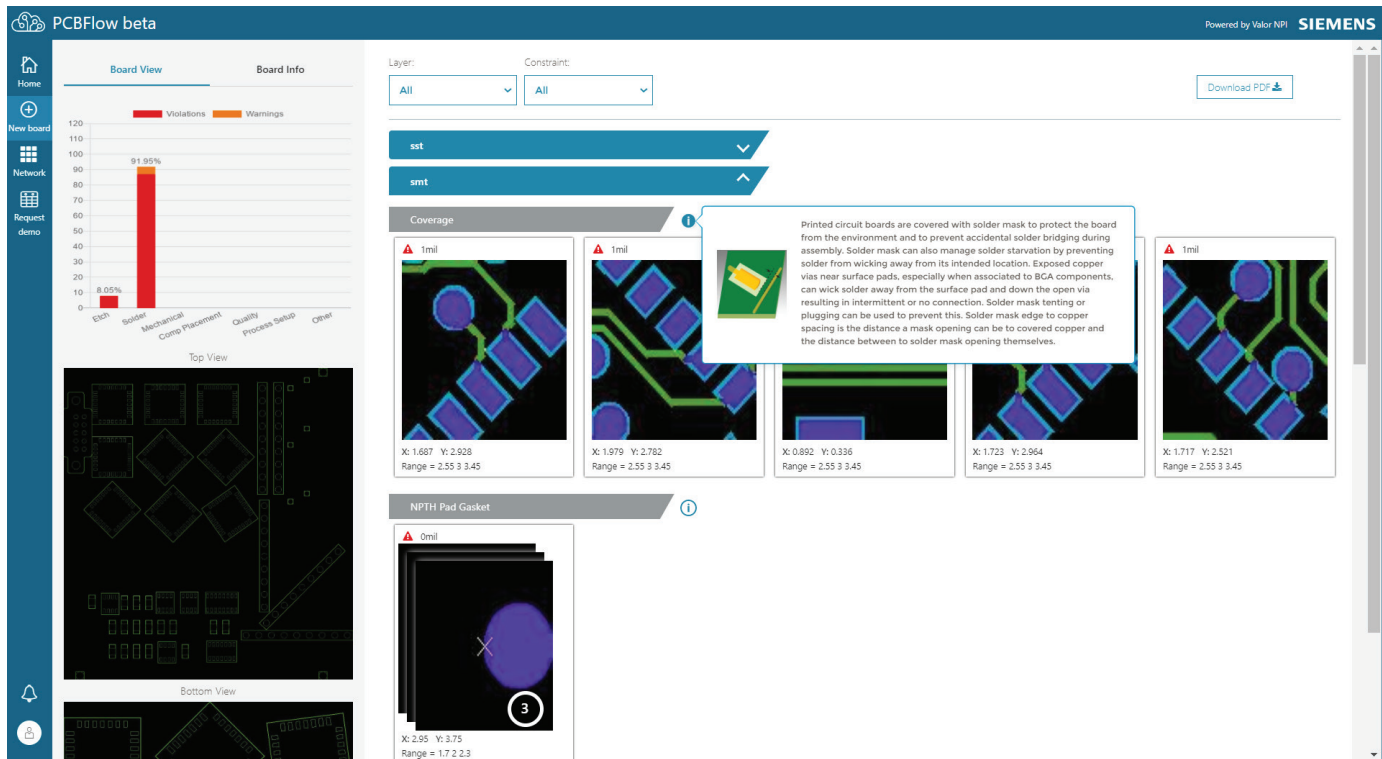 PCBFlow beta
Powered by Valor NPI SIEMENS
Home
New board
Network
Request
demo
Board View
Board Info
Violations
Warnings
120
110
100
90
80
70
60
50
40
30
20
10
0
8.05%
91.95%
Etch
Solder
Mechanical
Comp Placement
Quality
Process Setup
Other
Top View
Bottom View
Layer:
Constraint:
All
All
Download PDF
sst
smt
Coverage
i
Printed circuit boards are covered with solder mask to protect the board
from the environment and to prevent accidental solder bridging during
assembly. Solder mask can also manage solder starvation by preventing
solder from wicking away from its intended location. Exposed copper
vias near surface pads, especially when associated to BGA components,
can wick solder away from the surface pad and down the open via
resulting in intermittent or no connection. Solder mask tenting or
plugging can be used to prevent this. Solder mask edge to copper
spacing is the distance a mask opening can be to covered copper and
the distance between to solder mask opening themselves.
1mil
X: 1.687 Y: 2.928
Range = 2.55 3 3.45
1mil
X: 1.979 Y: 2.782
Range = 2.55 3 3.45
X: 0.892 Y: 0.336
Range = 2.55 3 3.45
X: 1.723 Y: 2.964
Range = 2.55 3 3.45
1mil
X: 1.717 Y: 2.521
Range = 2.55 3 3.45
NPTH Pad Gasket
i
0mil
3
X: 2.95 Y: 3.75
Range = 1.7 2 2.3